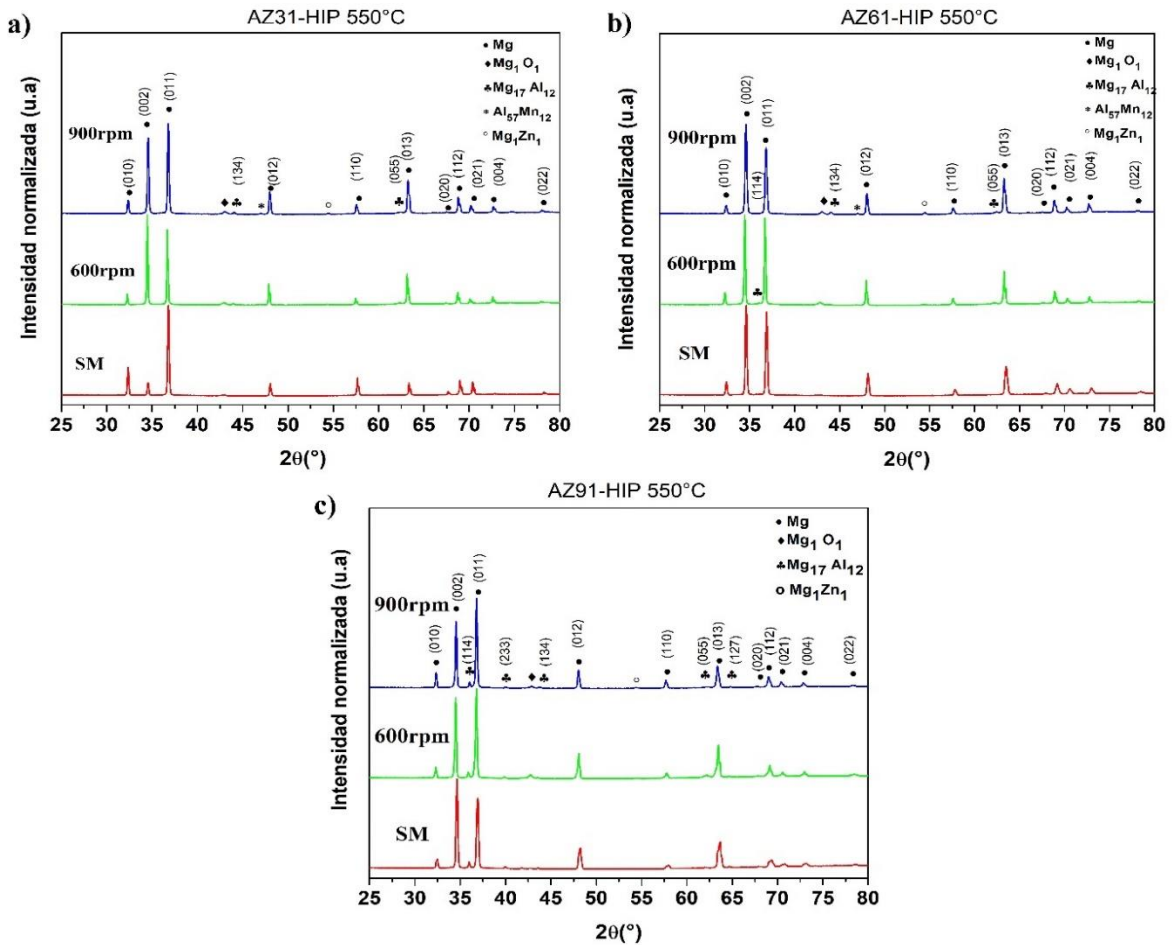 a)
AZ31-HIP 550°C
• Mg
♦ Mg1 O1
♣ Mg17 Al12
* Al57Mn12
○ Mg1Zn1
Intensidad normalizada (u.a)
900rpm
600rpm
SM
(010)
(002)
(011)
(134)
(012)
(110)
(055)
(013)
(020)
(112)
(021)
(004)
(022)
25 30 35 40 45 50 55 60 65 70 75 80
2θ(°)
b)
AZ61-HIP 550°C
• Mg
♦ Mg1 O1
♣ Mg17 Al12
* Al57Mn12
○ Mg1Zn1
Intensidad normalizada (u.a)
900rpm
600rpm
SM
(010)
(002)
(114)
(011)
(134)
(012)
(110)
(055)
(013)
(020)
(112)
(021)
(004)
(022)
25 30 35 40 45 50 55 60 65 70 75 80
2θ(°)
c)
AZ91-HIP 550°C
• Mg
♦ Mg1 O1
♣ Mg17 Al12
○ Mg1Zn1
Intensidad normalizada (u.a)
900rpm
600rpm
SM
(010)
(002)
(114)
(011)
(233)
(134)
(012)
(110)
(055)
(013)
(127)
(020)
(112)
(021)
(004)
(022)
25 30 35 40 45 50 55 60 65 70 75 80
2θ(°)